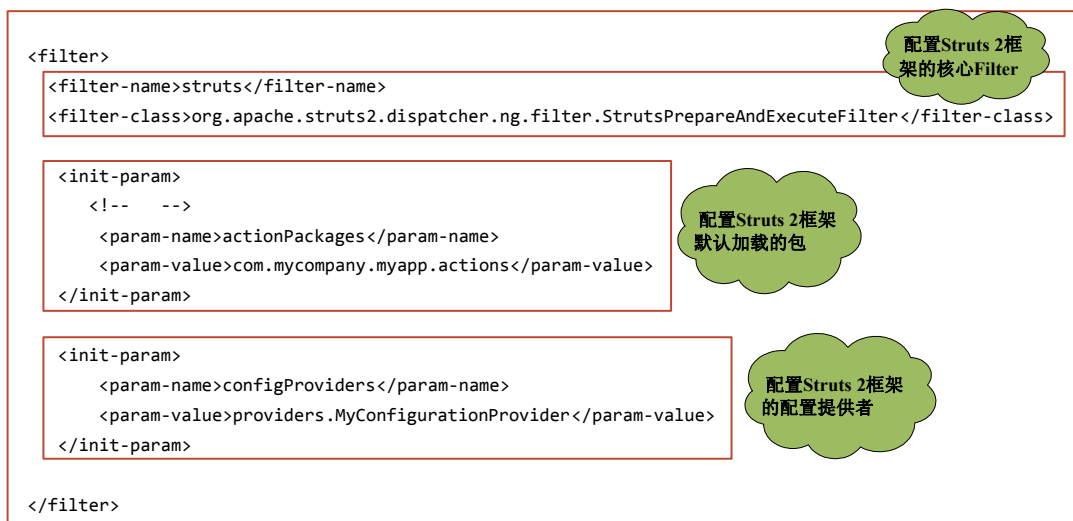 配置Struts 2框
架的核心Filter
<filter>
<filter-name>struts</filter-name>
<filter-class>org.apache.struts2.dispatcher.ng.filter.StrutsPrepareAndExecuteFilter</filter-class>
<init-param>
<!-- -->
<param-name>actionPackages</param-name>
<param-value>com.mycompany.myapp.actions</param-value>
</init-param>
配置Struts 2框架
默认加载的包
<init-param>
<param-name>configProviders</param-name>
<param-value>providers.MyConfigurationProvider</param-value>
</init-param>
配置Struts 2框架
的配置提供者
</filter>